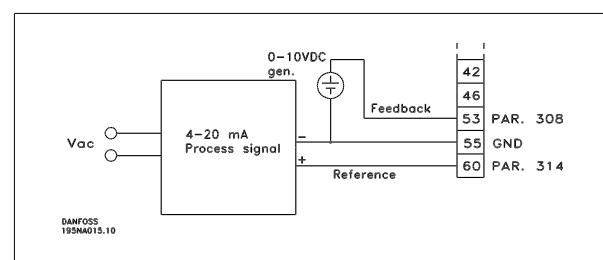 0-10VDC
gen.
42
46
Feedback
53 PAR. 308
Vac
4-20 mA
Process signal
-
55 GND
+
60 PAR. 314
Reference
DANFOSS
195NA015.10